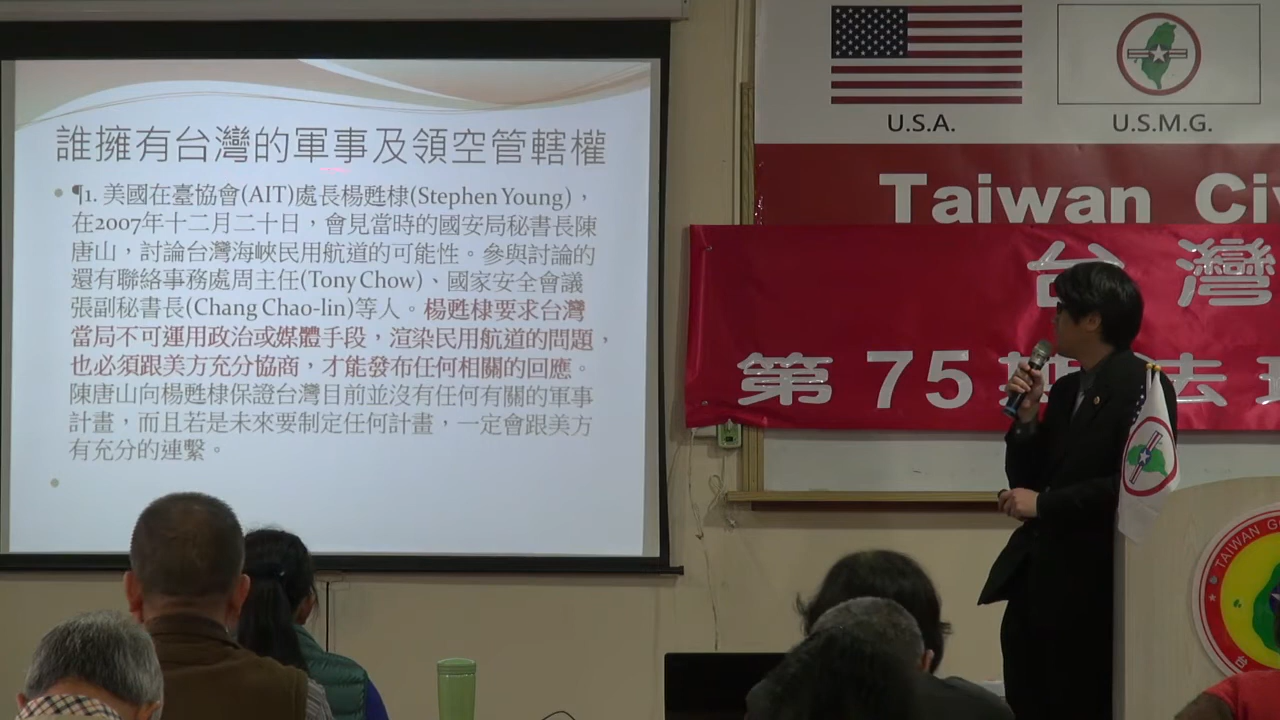 誰擁有台灣的軍事及領空管轄權
¶1. 美國在臺協會(AIT)處長楊甦棣(Stephen Young)，
在2007年十二月二十日，會見當時的國安局秘書長陳
唐山，討論台灣海峽民用航道的可能性。參與討論的
還有聯絡事務處周主任(Tony Chow)、國家安全會議
張副秘書長(Chang Chao-lin)等人。楊甦棣要求台灣
當局不可運用政治或媒體手段，渲染民用航道的問題，
也必須跟美方充分協商，才能發布任何相關的回應。
陳唐山向楊甦棣保證台灣目前並沒有任何有關的軍事
計畫，而且若是未來要制定任何計畫，一定會跟美方
有充分的連繫。
U.S.A.
U.S.M.G.
Taiwan Civ
台灣
第75期法理
TAIWAN G